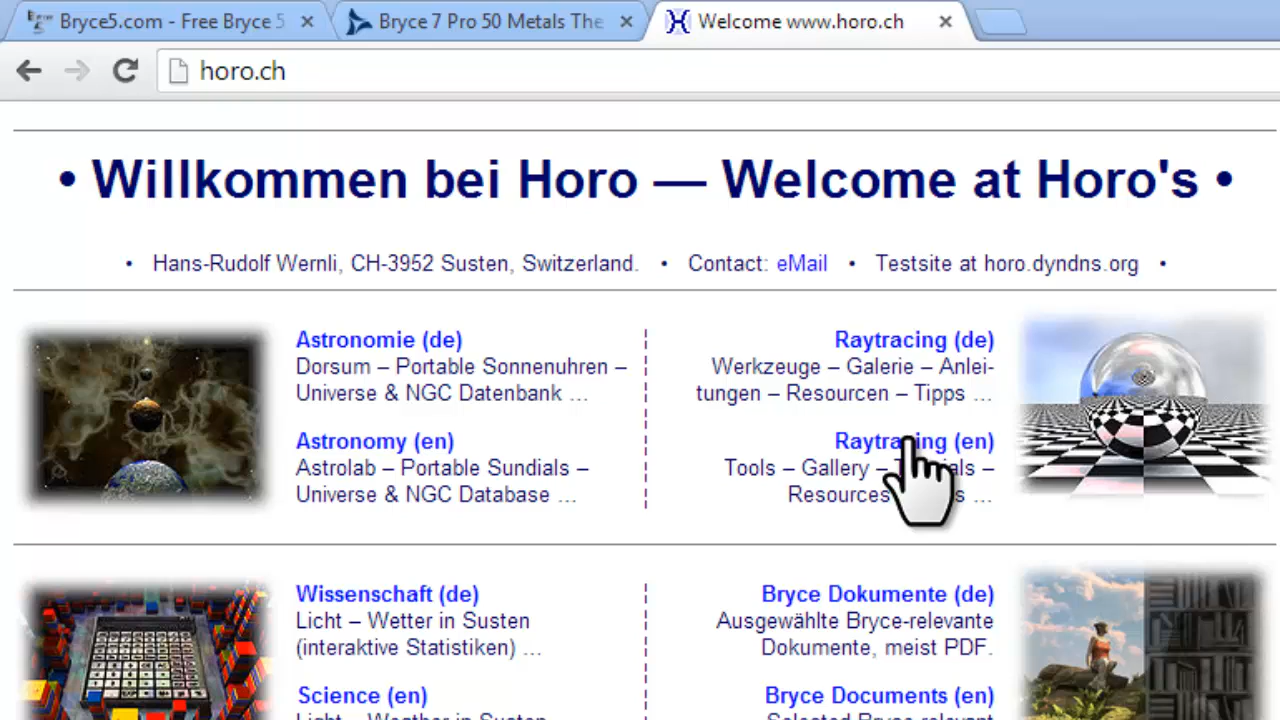 Bryce5.com - Free Bryce 5
Bryce 7 Pro 50 Metals The
Welcome www.horo.ch
horo.ch
• Willkommen bei Horo — Welcome at Horo's •
• Hans-Rudolf Wernli, CH-3952 Susten, Switzerland. • Contact: eMail • Testsite at horo.dyndns.org •
Astronomie (de)
Dorsum – Portable Sonnenuhren –
Universe & NGC Datenbank ...
Astronomy (en)
Astrolab – Portable Sundials –
Universe & NGC Database ...
Raytracing (de)
Werkzeuge – Galerie – Anlei-
tungen – Resourcen – Tipps ...
Raytracing (en)
Tools – Gallery – –
Resources ...
Wissenschaft (de)
Licht – Wetter in Susten
(interaktive Statistiken) ...
Science (en)
Light – Weather in Susten
Bryce Dokumente (de)
Ausgewählte Bryce-relevante
Dokumente, meist PDF.
Bryce Documents (en)
Selected Bryce-relevant